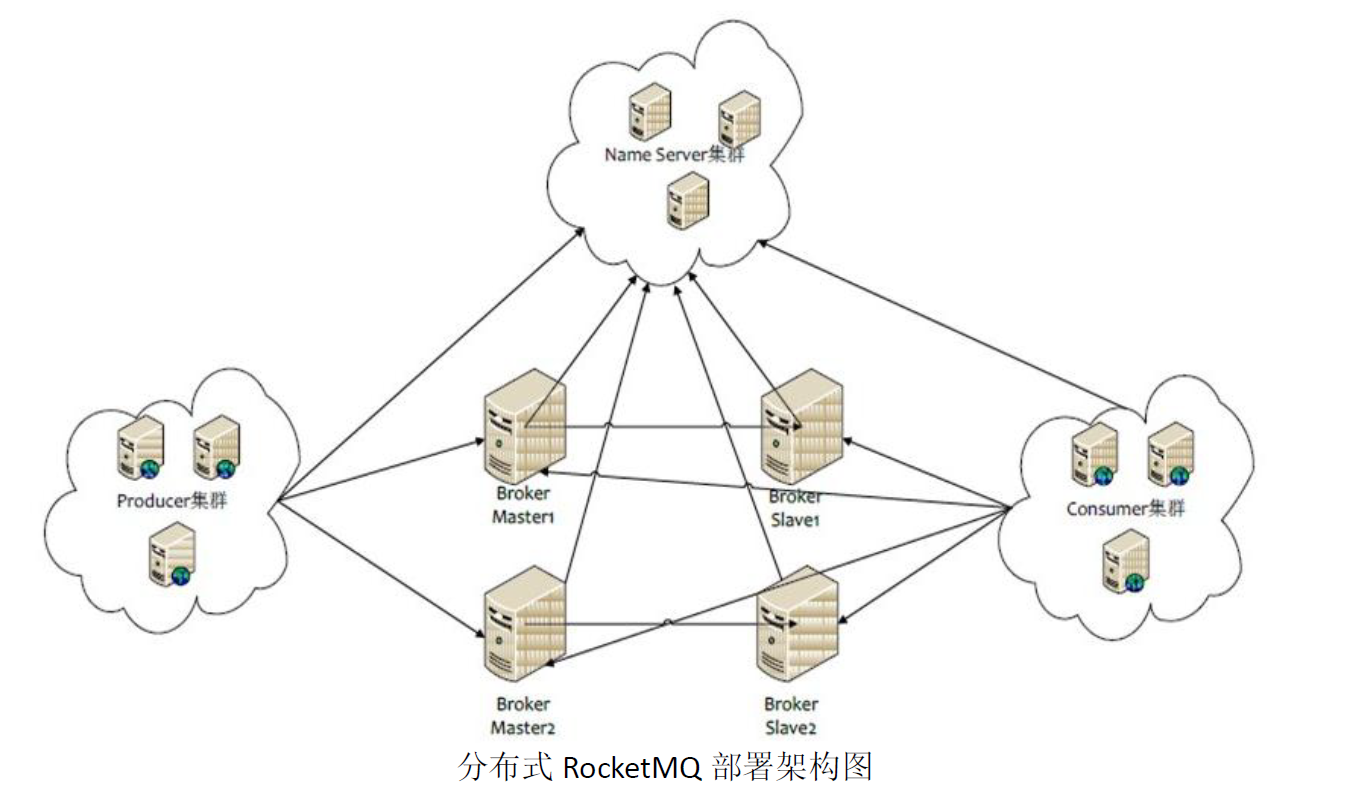 Name Server集群
Producer集群
Broker
Master1
Broker
Slave1
Consumer集群
Broker
Master2
Broker
Slave2
分布式 RocketMQ 部署架构图